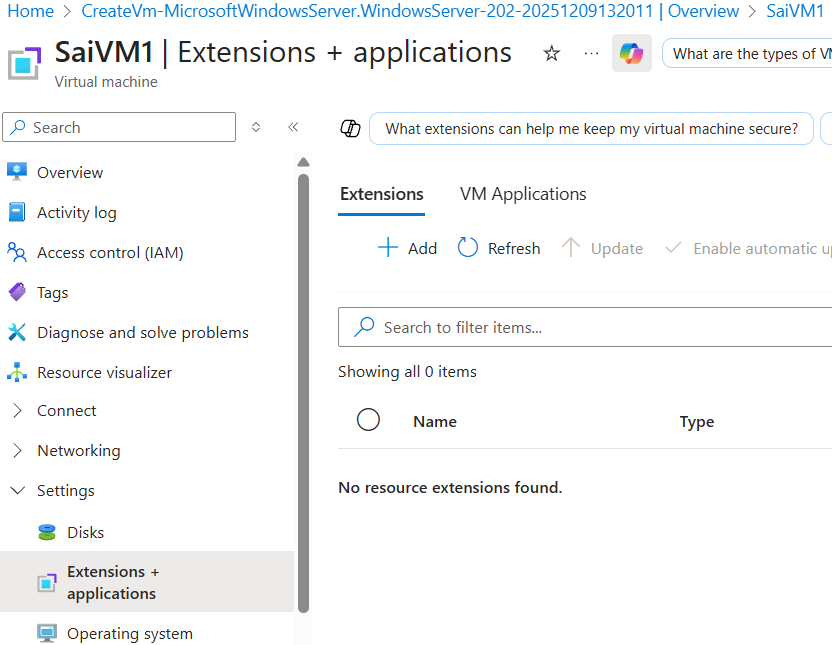 Home > CreateVm-MicrosoftWindowsServer.WindowsServer-202-20251209132011 | Overview > SaiVM1
SaiVM1 | Extensions + applications
What are the types of VM
Virtual machine
Search
What extensions can help me keep my virtual machine secure?
Overview
Activity log
Access control (IAM)
Tags
Diagnose and solve problems
Resource visualizer
Connect
Networking
Settings
Disks
Extensions +
applications
Operating system
Extensions VM Applications
Add Refresh Update Enable automatic
Search to filter items...
Showing all 0 items
Name Type
No resource extensions found.